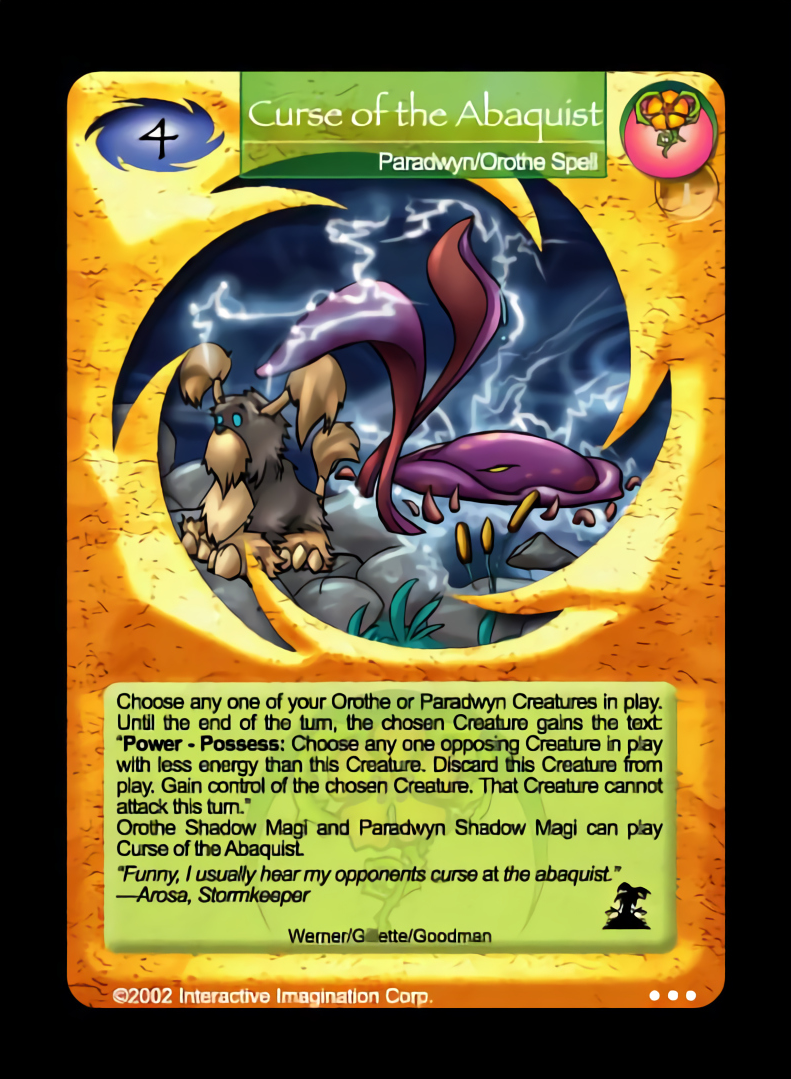 4
Curse of the Abaquist
Paradwyn/Orothe Spell
Choose any one of your Orothe or Paradwyn Creatures in play.
Until the end of the turn, the chosen Creature gains the text:
"Power - Possess: Choose any one opposing Creature in play
with less energy than this Creature. Discard this Creature from
play. Gain control of the chosen Creature. That Creature cannot
attack this turn."
Orothe Shadow Magi and Paradwyn Shadow Magi can play
Curse of the Abaquist.
"Funny, I usually hear my opponents curse at the abaquist."
—Arosa, Stormkeeper
Werner/Gillette/Goodman
©2002 Interactive Imagination Corp.